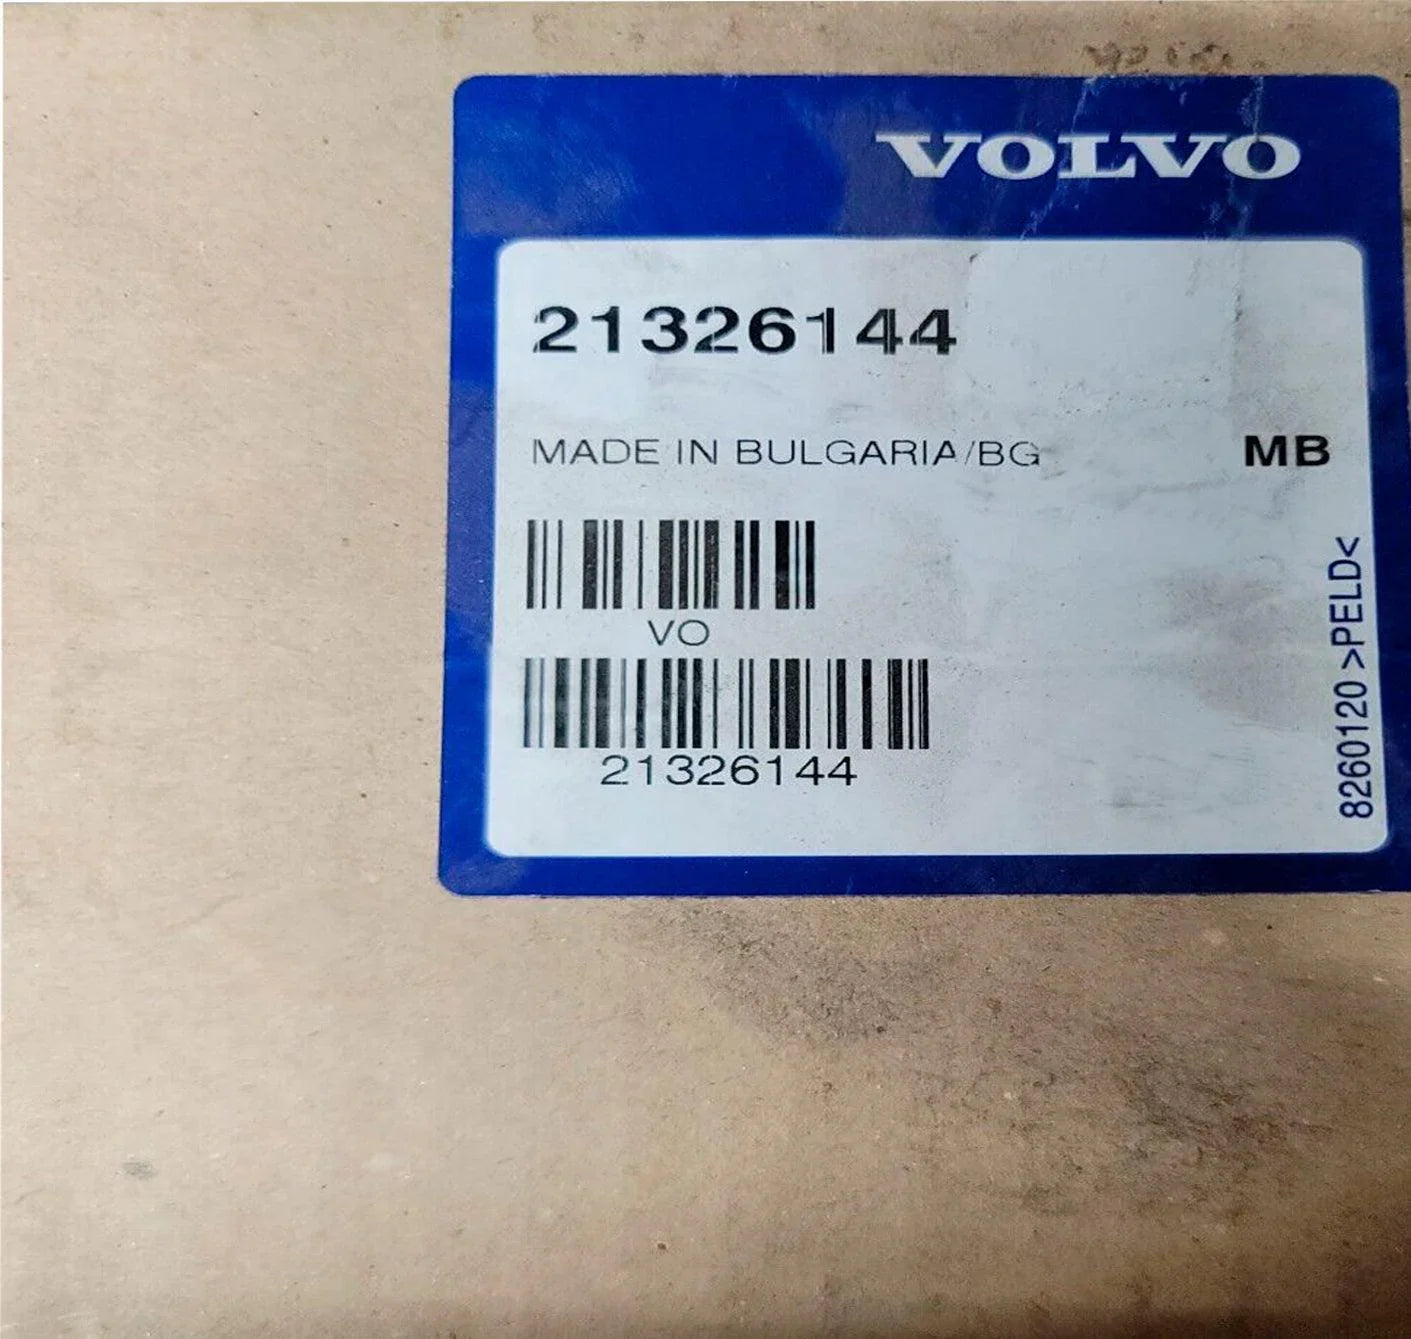 VOLVO
21326144
MADE IN BULGARIA/BG MB
VO
21326144
8260120 >PELD<